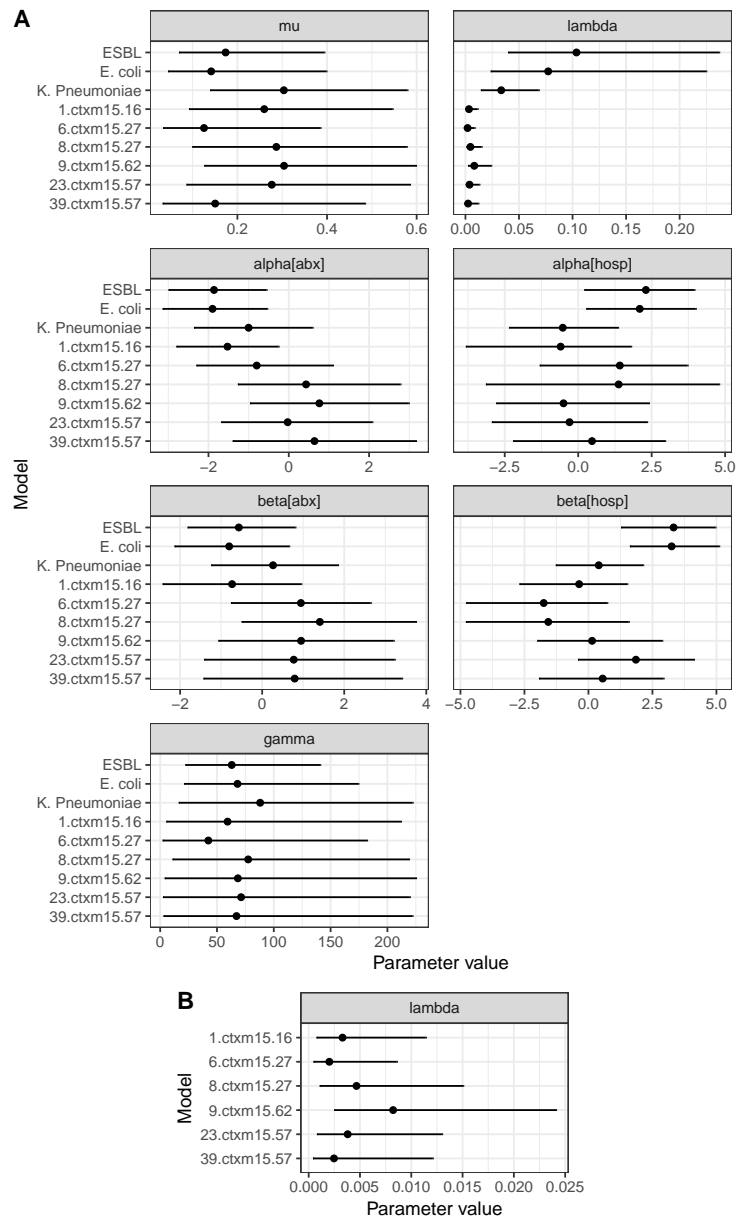 A
mu
lambda
ESBL
E. coli
K. Pneumoniae
1.ctxm15.16
6.ctxm15.27
8.ctxm15.27
9.ctxm15.62
23.ctxm15.57
39.ctxm15.57
0.2 0.4 0.6
0.00 0.05 0.10 0.15 0.20
alpha[abx]
alpha[hosp]
ESBL
E. coli
K. Pneumoniae
1.ctxm15.16
6.ctxm15.27
8.ctxm15.27
9.ctxm15.62
23.ctxm15.57
39.ctxm15.57
−2 0 2
−2.5 0.0 2.5 5.0
Model
beta[abx]
beta[hosp]
ESBL
E. coli
K. Pneumoniae
1.ctxm15.16
6.ctxm15.27
8.ctxm15.27
9.ctxm15.62
23.ctxm15.57
39.ctxm15.57
−2 0 2 4
−5.0 −2.5 0.0 2.5 5.0
gamma
ESBL
E. coli
K. Pneumoniae
1.ctxm15.16
6.ctxm15.27
8.ctxm15.27
9.ctxm15.62
23.ctxm15.57
39.ctxm15.57
0 50 100 150 200
Parameter value
B
lambda
1.ctxm15.16
6.ctxm15.27
8.ctxm15.27
9.ctxm15.62
23.ctxm15.57
39.ctxm15.57
Model
0.000 0.005 0.010 0.015 0.020 0.025
Parameter value